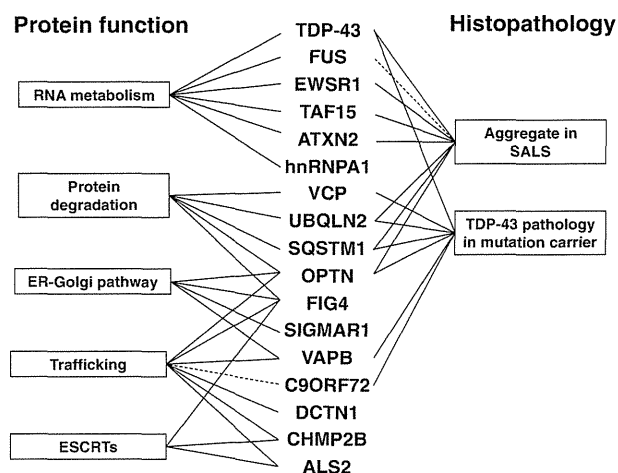 Protein function
Histopathology
TDP-43
FUS
EWSR1
TAF15
ATXN2
hnRNPA1
VCP
UBQLN2
SQSTM1
OPTN
FIG4
SIGMAR1
VAPB
C9ORF72
DCTN1
CHMP2B
ALS2
RNA metabolism
Protein
degradation
ER-Golgi pathway
Trafficking
ESCRTs
Aggregate in
SALS
TDP-43 pathology
in mutation carrier